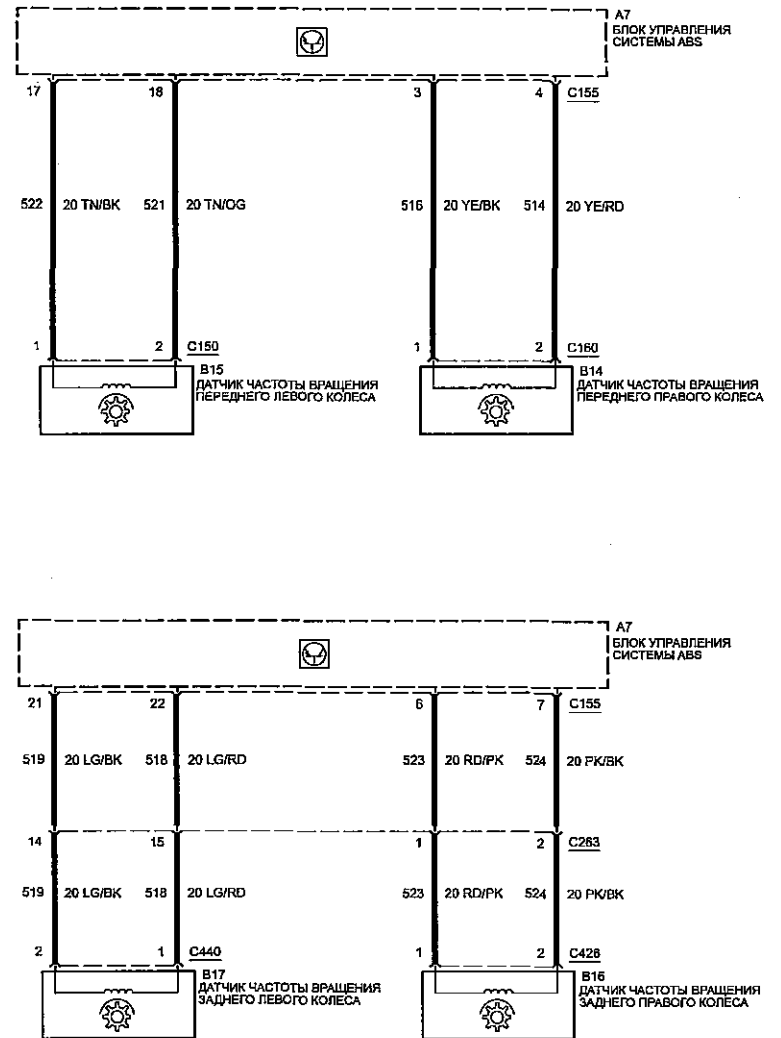 A7
БЛОК УПРАВЛЕНИЯ
СИСТЕМЫ ABS
17 18 3 4 C155
522 20 TN/BK 521 20 TN/OG 516 20 YE/BK 514 20 YE/RD
1 2 C150 1 2 C160
B15
ДАТЧИК ЧАСТОТЫ ВРАЩЕНИЯ
ПЕРЕДНЕГО ЛЕВОГО КОЛЕСА
B14
ДАТЧИК ЧАСТОТЫ ВРАЩЕНИЯ
ПЕРЕДНЕГО ПРАВОГО КОЛЕСА
A7
БЛОК УПРАВЛЕНИЯ
СИСТЕМЫ ABS
21 22 6 7 C155
519 20 LG/BK 518 20 LG/RD 523 20 RD/PK 524 20 PK/BK
14 15 1 2 C263
519 20 LG/BK 518 20 LG/RD 523 20 RD/PK 524 20 PK/BK
2 1 C440 1 2 C426
B17
ДАТЧИК ЧАСТОТЫ ВРАЩЕНИЯ
ЗАДНЕГО ЛЕВОГО КОЛЕСА
B16
ДАТЧИК ЧАСТОТЫ ВРАЩЕНИЯ
ЗАДНЕГО ПРАВОГО КОЛЕСА